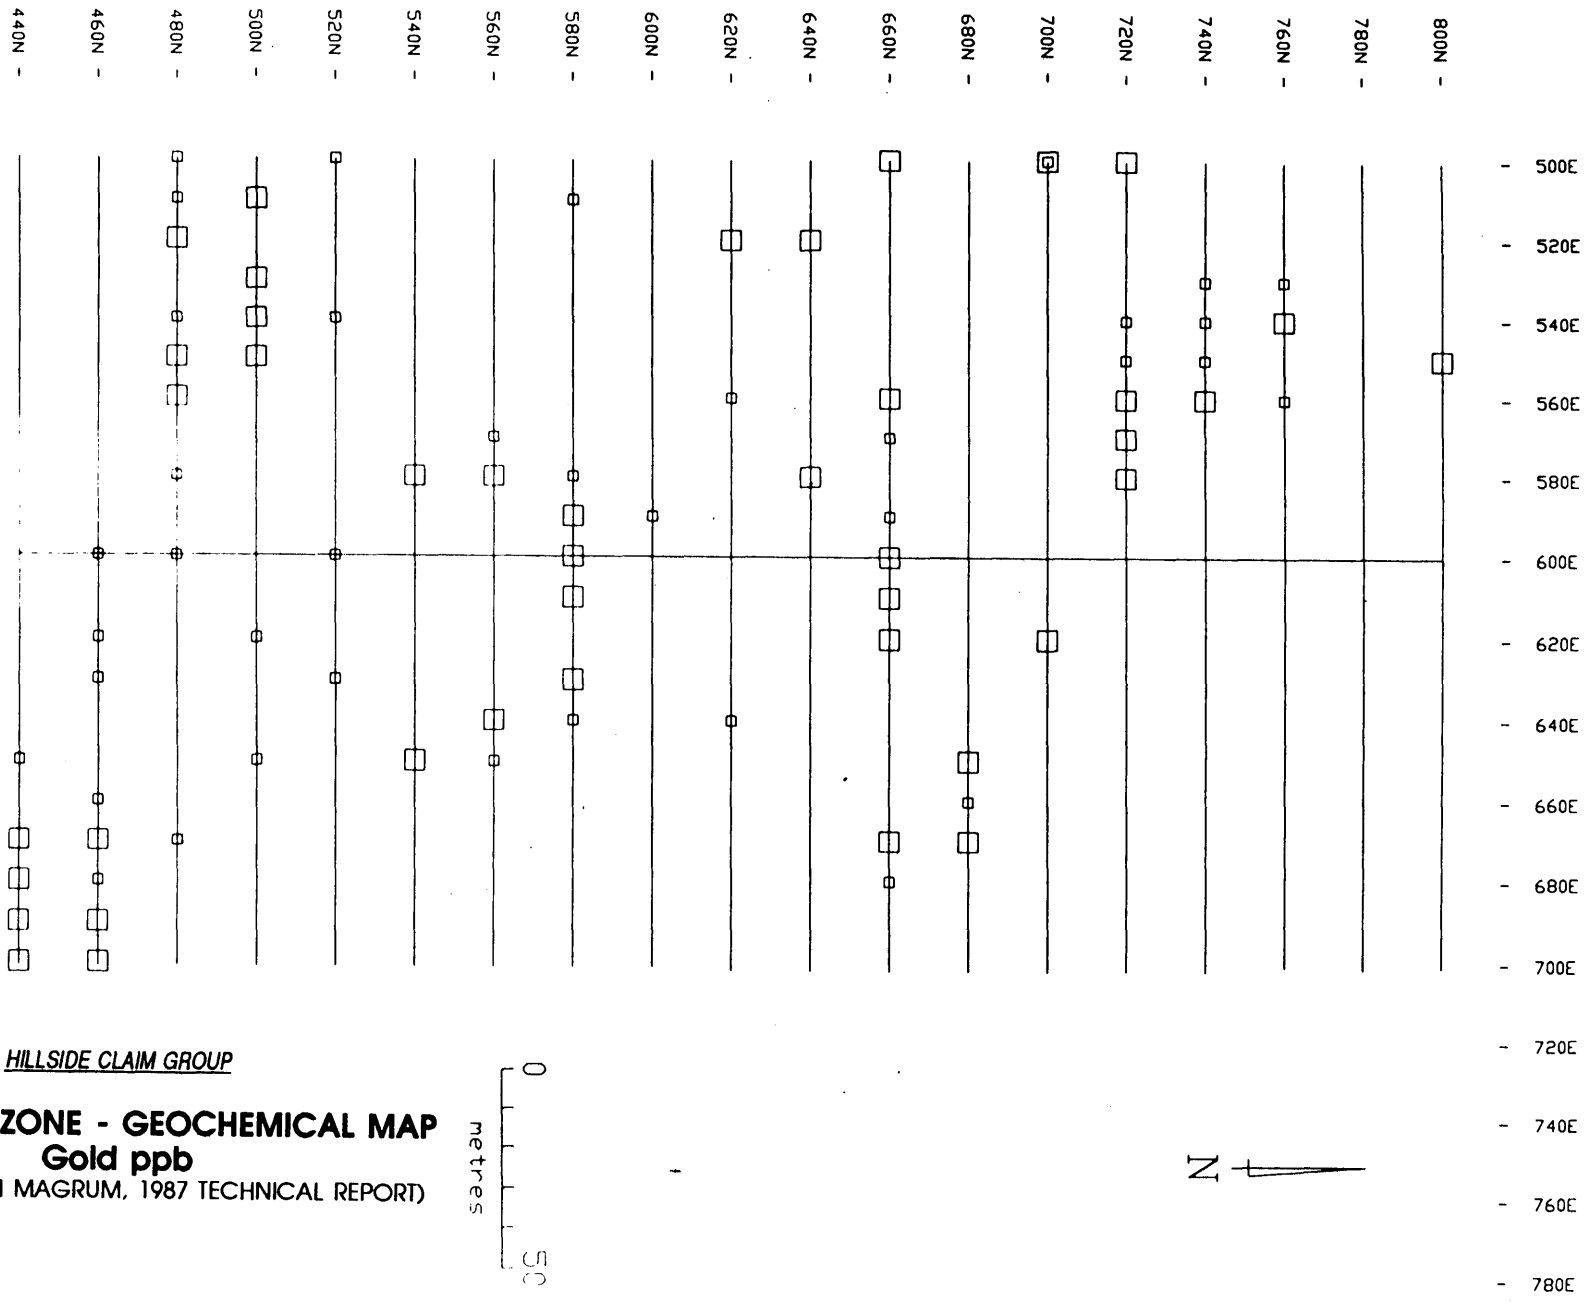 440N -
460N -
480N -
500N -
520N -
540N -
560N -
580N -
600N -
620N -
640N -
660N -
680N -
700N -
720N -
740N -
760N -
780N -
800N -
- 500E
- 520E
- 540E
- 560E
- 580E
- 600E
- 620E
- 640E
- 660E
- 680E
- 700E
- 720E
- 740E
- 760E
- 780E
HILLSIDE CLAIM GROUP
ZONE - GEOCHEMICAL MAP
Gold ppb
MAGRUM, 1987 TECHNICAL REPORT)
0
metres
50
N